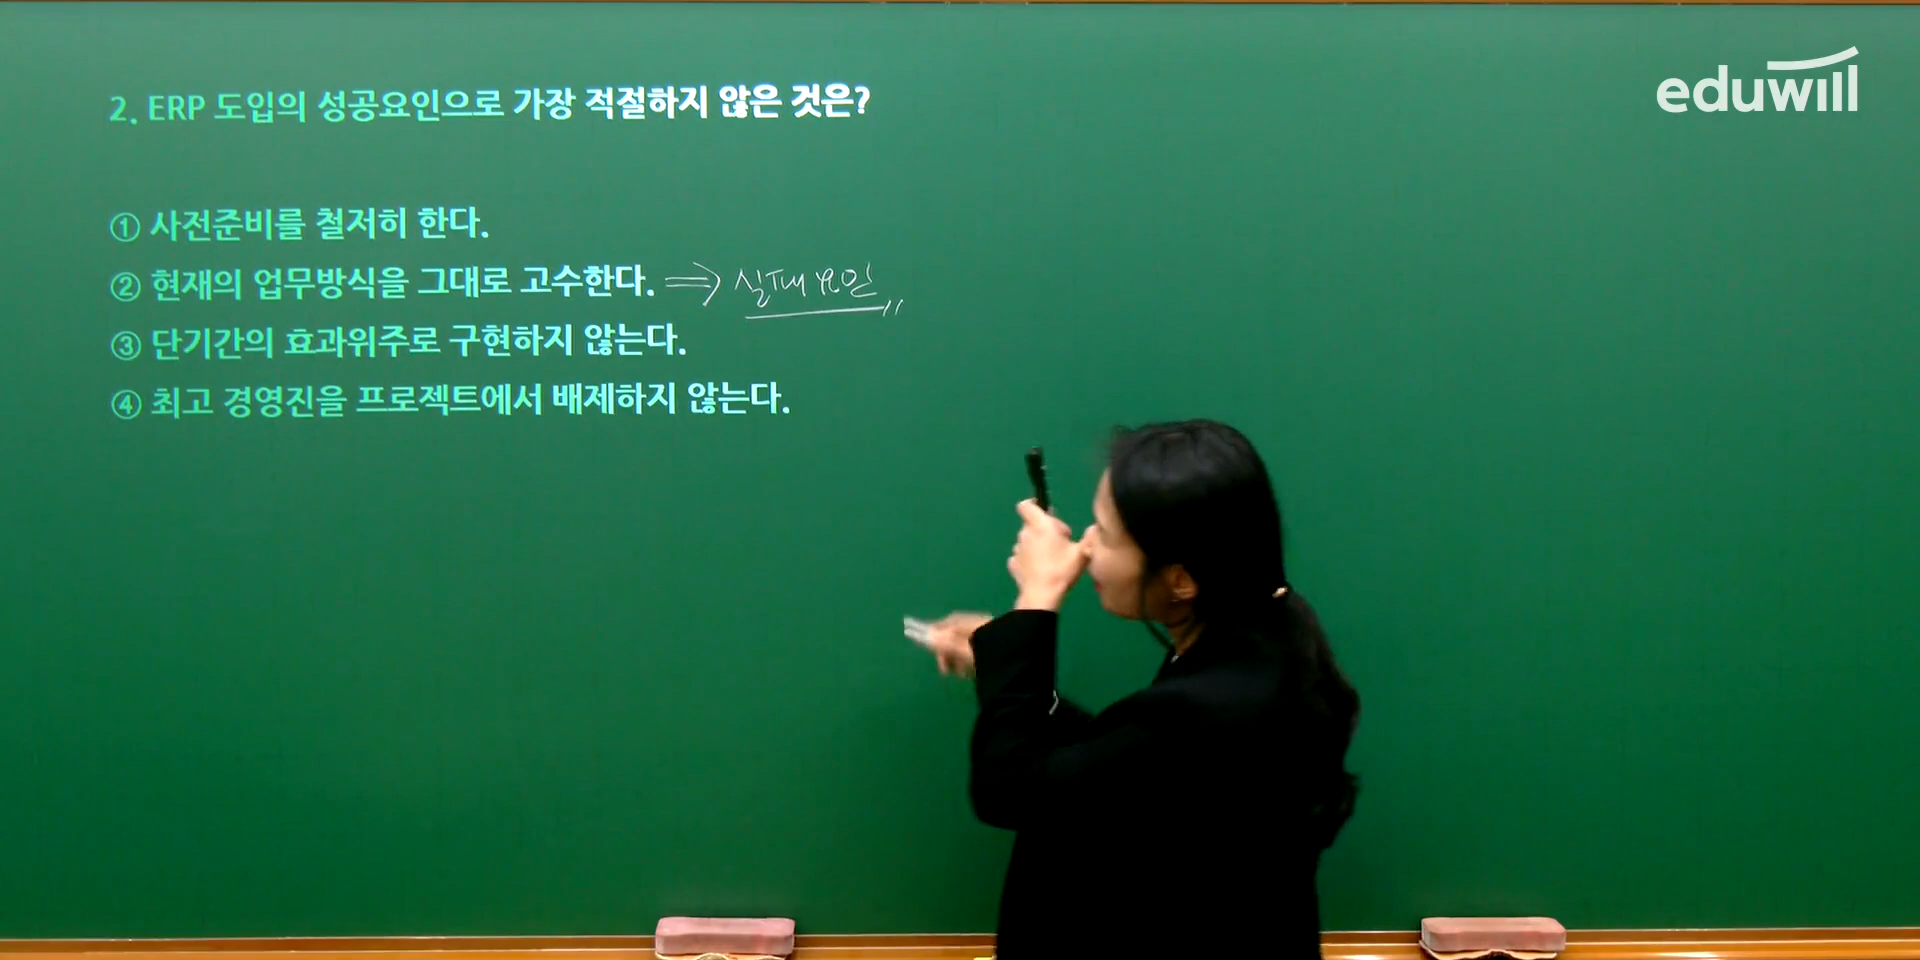 eduwill
2. ERP 도입의 성공요인으로 가장 적절하지 않은 것은?
① 사전준비를 철저히 한다.
② 현재의 업무방식을 그대로 고수한다. ⇒ 실패요인
③ 단기간의 효과위주로 구현하지 않는다.
④ 최고 경영진을 프로젝트에서 배제하지 않는다.